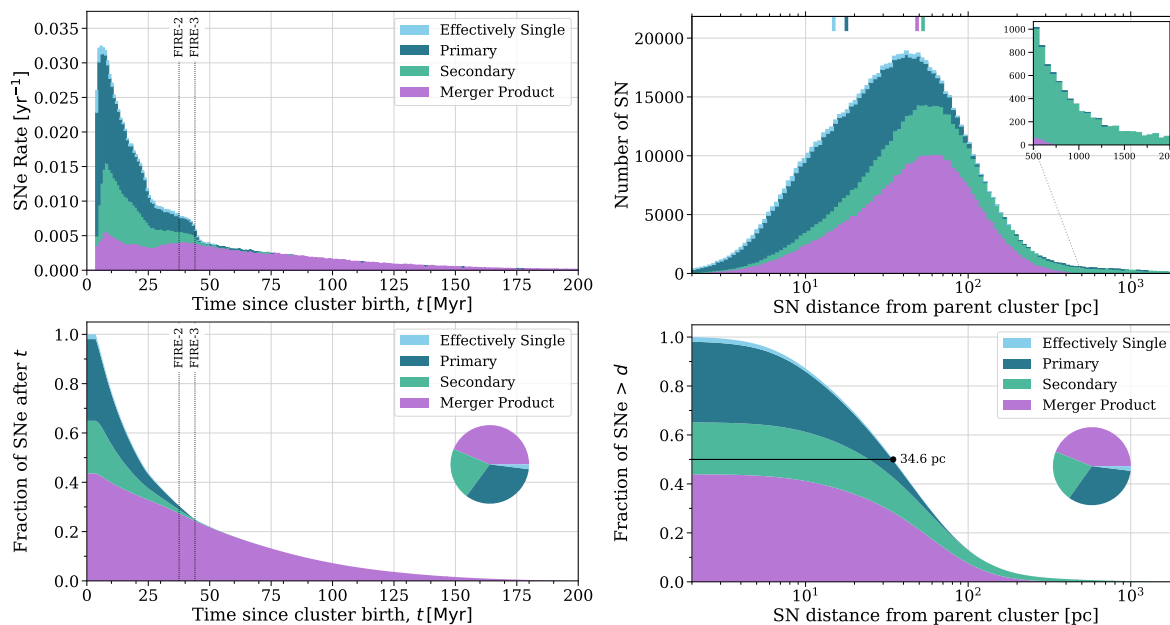 0.035
0.030
0.025
0.020
0.015
0.010
0.005
0.000
SNe Rate [yr⁻¹]
FIRE-2
FIRE-3
Effectively Single
Primary
Secondary
Merger Product
0 25 50 75 100 125 150 175 200
Time since cluster birth, t [Myr]
20000
15000
10000
5000
0
Number of SN
1000
800
600
400
200
0
500 1000 1500 200
10¹ 10² 10³
SN distance from parent cluster [pc]
1.0
0.8
0.6
0.4
0.2
0.0
Fraction of SNe after t
FIRE-2
FIRE-3
Effectively Single
Primary
Secondary
Merger Product
0 25 50 75 100 125 150 175 200
Time since cluster birth, t [Myr]
1.0
0.8
0.6
0.4
0.2
0.0
Fraction of SNe > d
Effectively Single
Primary
Secondary
Merger Product
34.6 pc
10¹ 10² 10³
SN distance from parent cluster [pc]